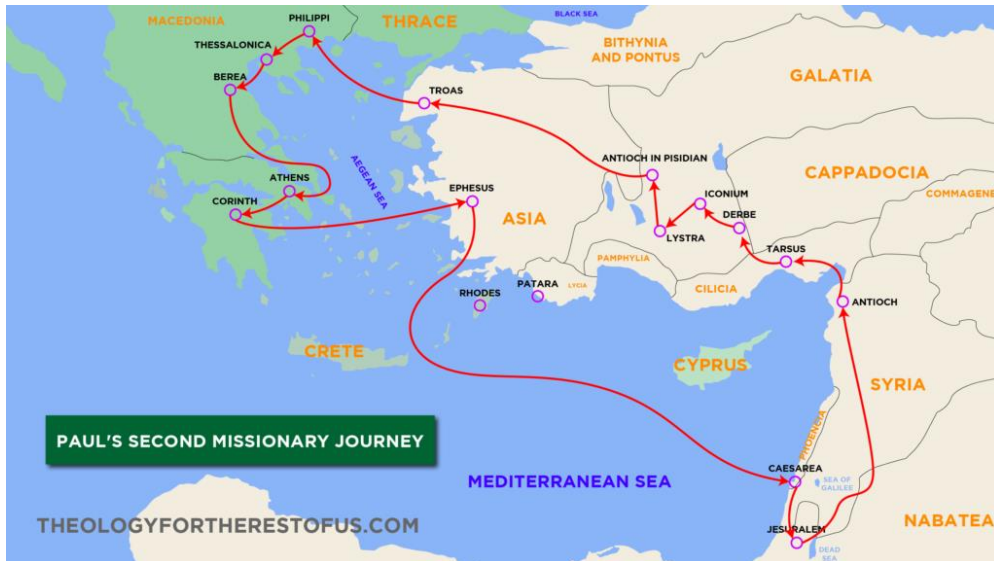 MACEDONIA
PHILIPPI
THRACE
BLACK SEA
BITHYNIA
AND PONTUS
THESSALONICA
BEREA
TROAS
GALATIA
ANTIOCH IN PISIDIAN
CAPPADOCIA
COMMAGENE
AEGEAN SEA
ATHENS
CORINTH
EPHESUS
ASIA
ICONIUM
DERBE
LYSTRA
TARSUS
PAMPHYLIA
CILICIA
LYCIA
PATARA
RHODES
ANTIOCH
CRETE
CYPRUS
SYRIA
PHOENCIA
PAUL'S SECOND MISSIONARY JOURNEY
MEDITERRANEAN SEA
CAESAREA
SEA OF
GALILEE
THEOLOGYFORTHERESTOFUS.COM
JESURALEM
DEAD
SEA
NABATEA